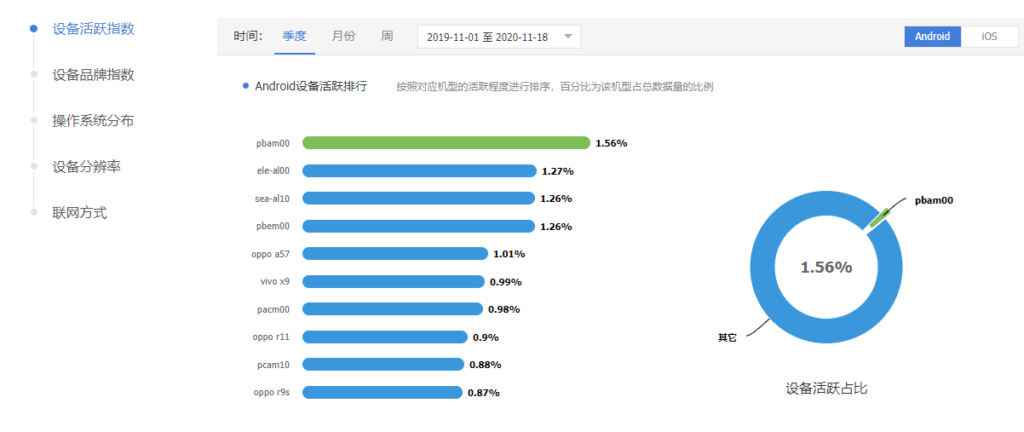 设备活跃指数
设备品牌指数
操作系统分布
设备分辨率
联网方式
时间: 季度 月份 周 2019-11-01 至 2020-11-18 Android iOS
Android设备活跃排行 按照对应机型的活跃程度进行排序，百分比为该机型占总数据量的比例
pbam00 1.56%
ele-al00 1.27%
sea-al10 1.26%
pbem00 1.26%
oppo a57 1.01%
vivo x9 0.99%
pacm00 0.98%
oppo r11 0.9%
pcam10 0.88%
oppo r9s 0.87%
pbam00
1.56%
其它
设备活跃占比